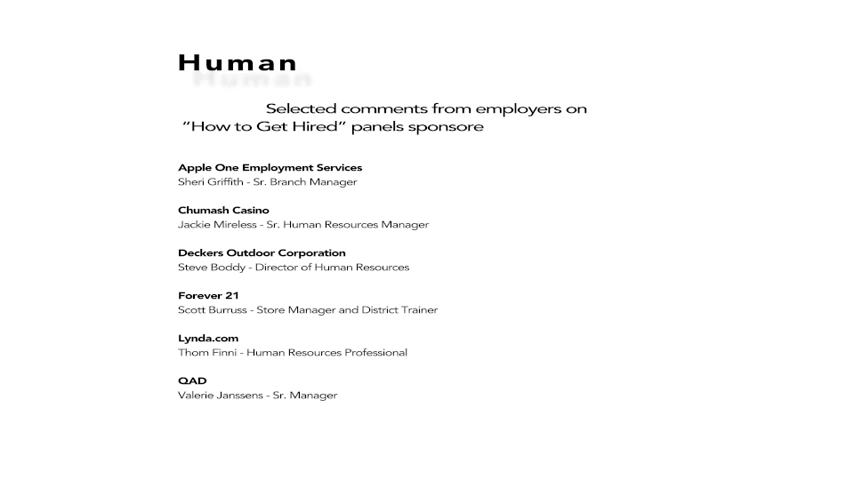 Human
Selected comments from employers on
“How to Get Hired” panels sponsore
Apple One Employment Services
Sheri Griffith - Sr. Branch Manager
Chumash Casino
Jackie Mireless - Sr. Human Resources Manager
Deckers Outdoor Corporation
Steve Boddy - Director of Human Resources
Forever 21
Scott Burruss - Store Manager and District Trainer
Lynda.com
Thom Finni - Human Resources Professional
QAD
Valerie Janssens - Sr. Manager